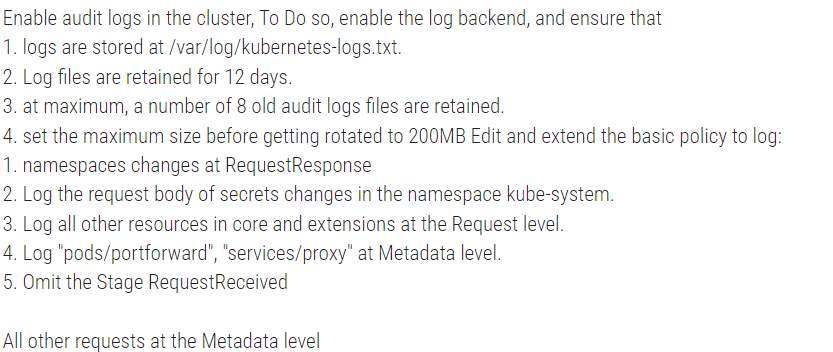 Enable audit logs in the cluster, To Do so, enable the log backend, and ensure that
1. logs are stored at /var/log/kubernetes-logs.txt.
2. Log files are retained for 12 days.
3. at maximum, a number of 8 old audit logs files are retained.
4. set the maximum size before getting rotated to 200MB Edit and extend the basic policy to log:
1. namespaces changes at RequestResponse
2. Log the request body of secrets changes in the namespace kube-system.
3. Log all other resources in core and extensions at the Request level.
4. Log "pods/portforward", "services/proxy" at Metadata level.
5. Omit the Stage RequestReceived
All other requests at the Metadata level